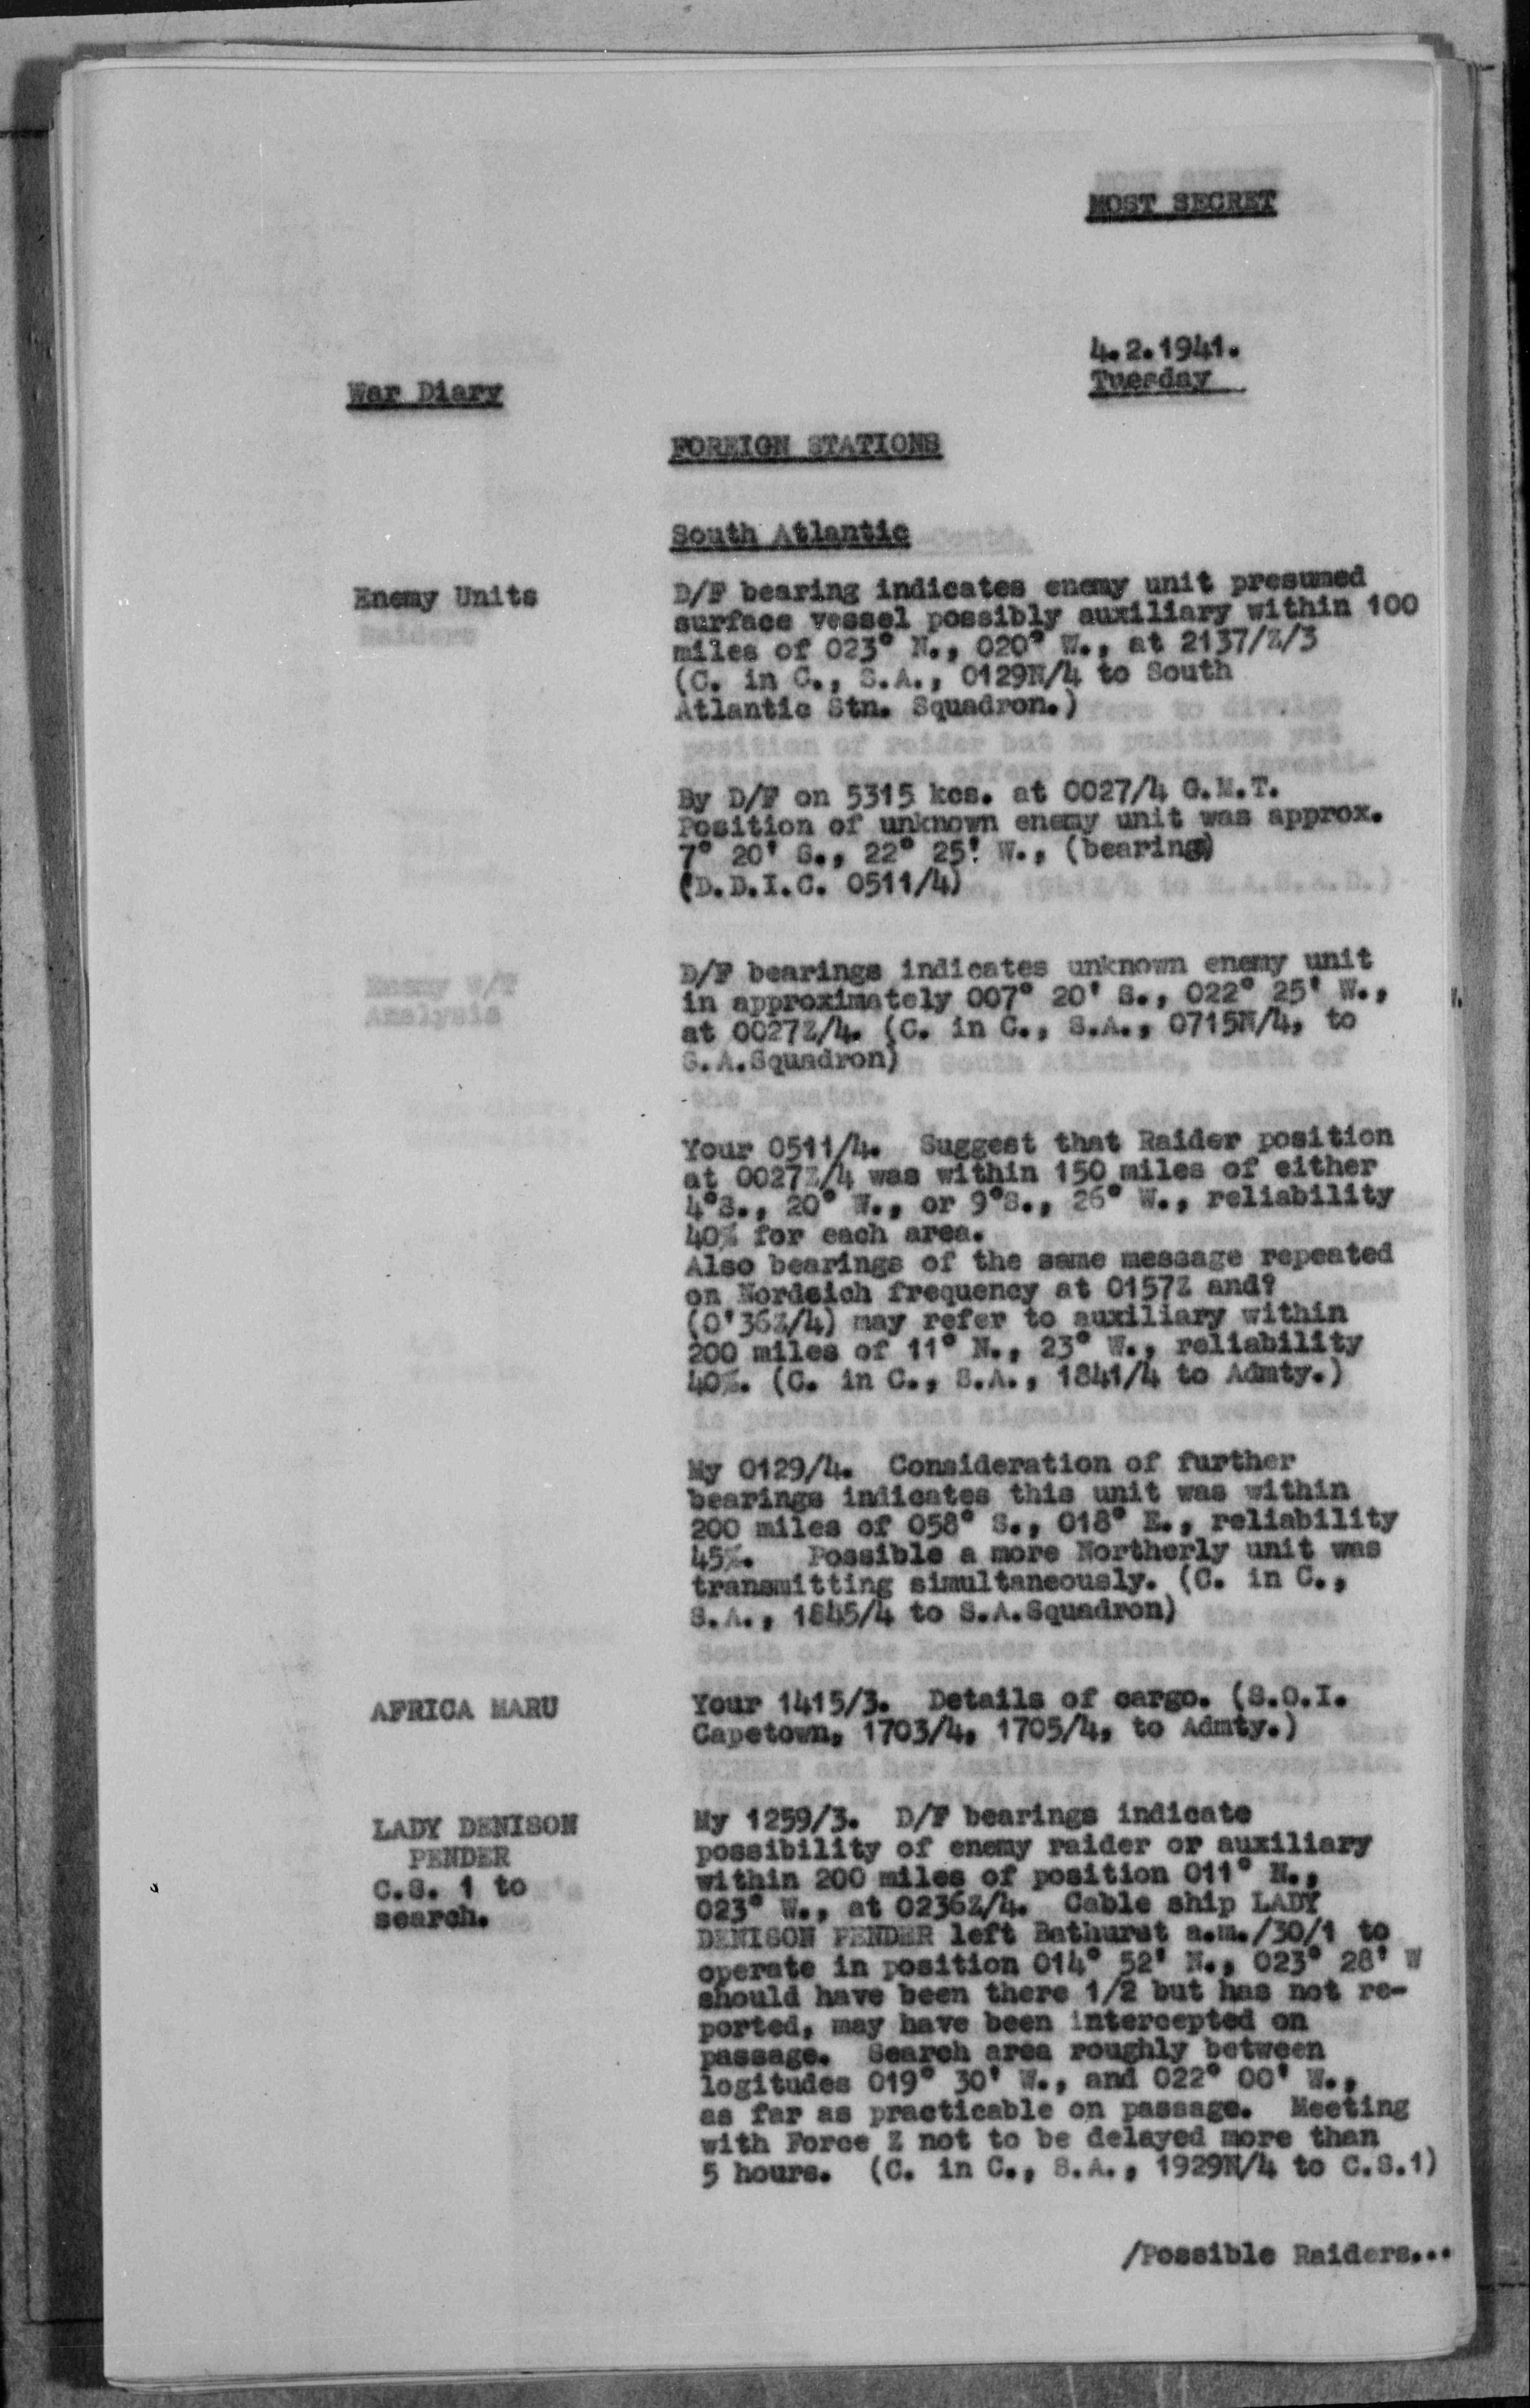 MOST SECRET
4.2.1941.
Tuesday
War Diary
FOREIGN STATIONS
South Atlantic
Enemy Units
D/F bearing indicates enemy unit presumed
surface vessel possibly auxiliary within 100
miles of 023° N., 020° W., at 2137/Z/3
(C. in C., S.A., 0129N/4 to South
Atlantic Stn. Squadron.)
By D/F on 5315 kcs. at 0027/4 G.M.T.
Position of unknown enemy unit was approx.
7° 20' S., 22° 25' W., (bearing)
(D.D.I.C. 0511/4)
D/F bearings indicates unknown enemy unit
in approximately 007° 20' S., 022° 25' W.,
at 0027Z/4. (C. in C., S.A., 0715N/4, to
S.A.Squadron)
Your 0511/4. Suggest that Raider position
at 0027Z/4 was within 150 miles of either
4°S., 20° W., or 9°S., 26° W., reliability
40% for each area.
Also bearings of the same message repeated
on Nordeich frequency at 0157Z and?
(0'36Z/4) may refer to auxiliary within
200 miles of 11° N., 23° W., reliability
40%. (C. in C., S.A., 1841/4 to Admty.)
My 0129/4. Consideration of further
bearings indicates this unit was within
200 miles of 058° S., 018° E., reliability
45%. Possible a more Northerly unit was
transmitting simultaneously. (C. in C.,
S.A., 1845/4 to S.A.Squadron)
AFRICA MARU
Your 1415/3. Details of cargo. (S.O.I.
Capetown, 1703/4, 1705/4, to Admty.)
LADY DENISON
PENDER
C.S. 1 to
search.
My 1259/3. D/F bearings indicate
possibility of enemy raider or auxiliary
within 200 miles of position 011° N.,
023° W., at 0236Z/4. Cable ship LADY
DENISON PENDER left Bathurst a.m./30/1 to
operate in position 014° 52' N., 023° 28' W
should have been there 1/2 but has not re-
ported, may have been intercepted on
passage. Search area roughly between
logitudes 019° 30' W., and 022° 00' W.,
as far as practicable on passage. Meeting
with Force Z not to be delayed more than
5 hours. (C. in C., S.A., 1929N/4 to C.S.1)
/Possible Raiders...